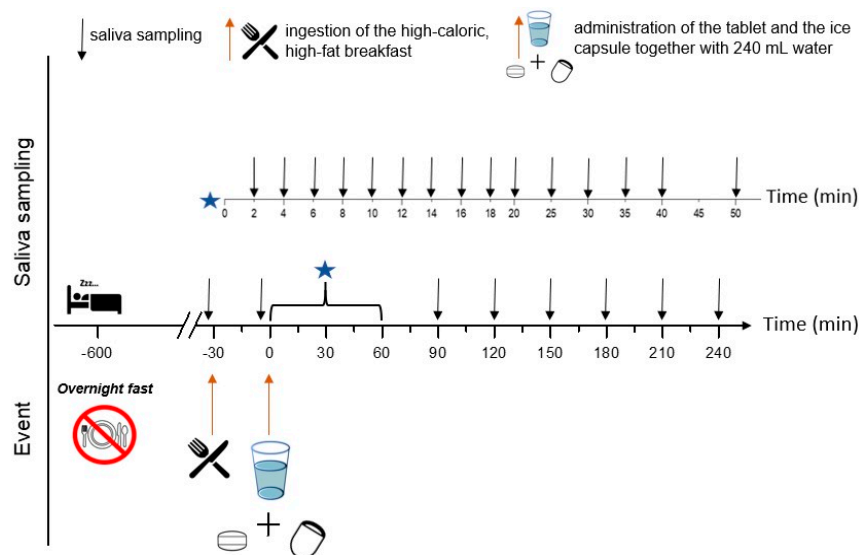 saliva sampling
ingestion of the high-caloric,
high-fat breakfast
administration of the tablet and the ice
capsule together with 240 mL water
+
Saliva sampling
0 2 4 6 8 10 12 14 16 18 20 25 30 35 40 45 50
Time (min)
Zzz...
Time (min)
-600 -30 0 30 60 90 120 150 180 210 240
Event
Overnight fast
+